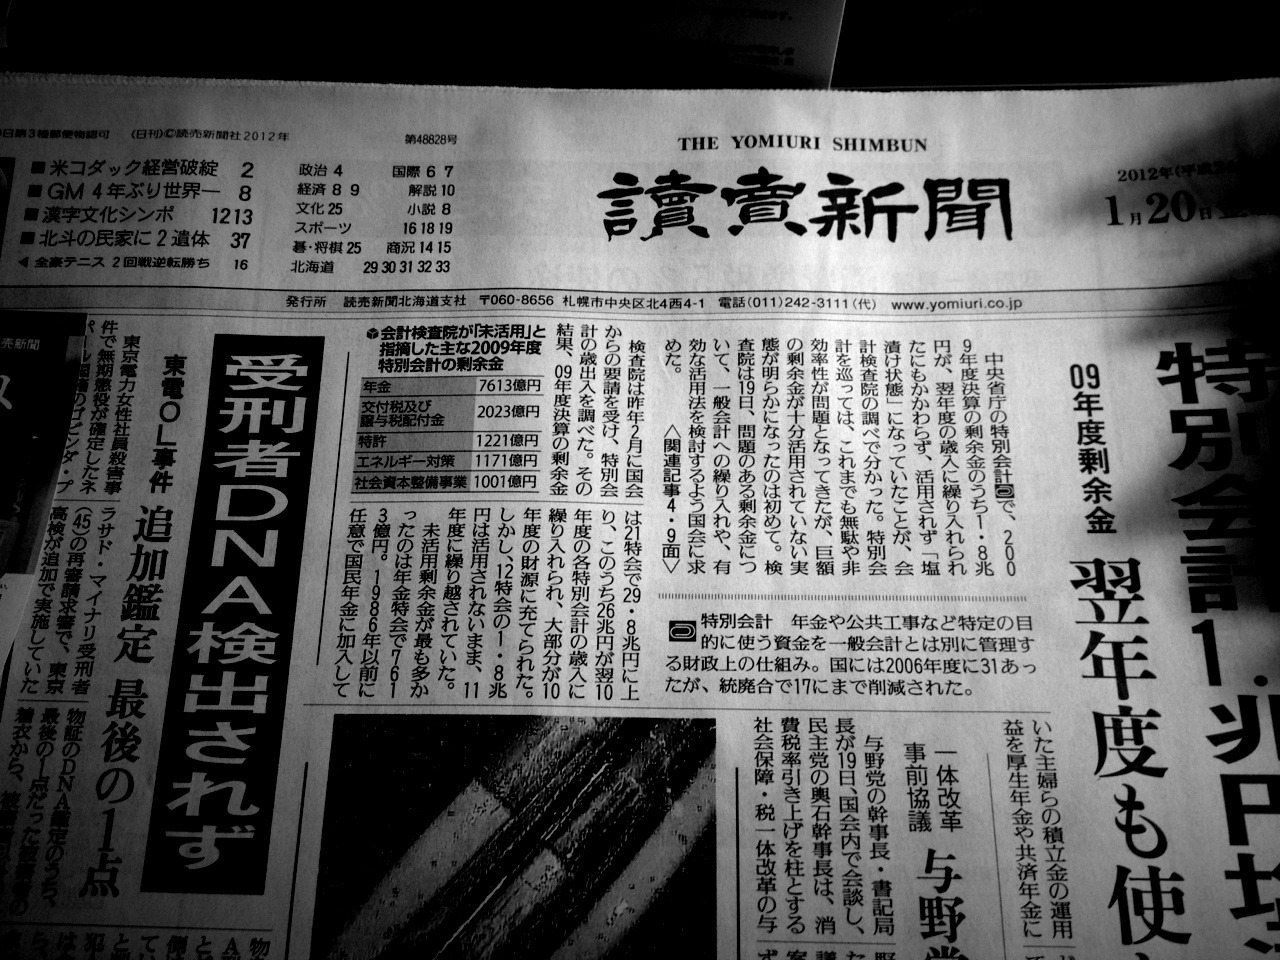 日第3種郵便物認可 (日刊)©読売新聞社2012年 第48828号
■米コダック経営破綻 2
■GM 4年ぶり世界一 8
■漢字文化シンポ 12 13
■北斗の民家に2遺体 37
◀全豪テニス 2回戦逆転勝ち 16
政治 4 国際 6 7
経済 8 9 解説 10
文化 25 小説 8
スポーツ 16 18 19
碁・将棋 25 商況 14 15
北海道 29 30 31 32 33
THE YOMIURI SHIMBUN
讀賣新聞
2012年(平成
1月20日
発行所 読売新聞北海道支社 〒060-8656 札幌市中央区北4西4-1 電話(011)242-3111(代) www.yomiuri.co.jp
特別会計1.
兆円
09年度剰余金
翌年度も使
中央省庁の特別会計で、200
9年度決算の剰余金のうち1・8兆
円が、翌年度の歳入に繰り入れられ
たにもかかわらず、活用されず「塩
漬け状態」になっていたことが、会
計検査院の調べで分かった。特別会
計を巡っては、これまでも無駄や非
効率性が問題となってきたが、巨額
の剰余金が十分活用されていない実
態が明らかになったのは初めて。検
査院は19日、問題のある剰余金につ
いて、一般会計への繰り入れや、有
効な活用法を検討するよう国会に求
めた。 〈関連記事4・9面〉
特別会計 年金や公共工事など特定の目
的に使う資金を一般会計とは別に管理す
る財政上の仕組み。国には2006年度に31あっ
たが、統廃合で17にまで削減された。
検査院は昨年2月に国会
からの要請を受け、特別会
計の歳出入を調べた。その
結果、09年度決算の剰余金
は21特会で29・8兆円に上
り、このうち26兆円が翌10
年度の各特別会計の歳入に
繰り入れられ、大部分が10
年度の財源に充てられた。
しかし、12特会の1・8兆
円は活用されないまま、11
年度に繰り越されていた。
未活用剰余金が最も多か
ったのは年金特会で761
3億円。1986年以前に
任意で国民年金に加入して
会計検査院が「未活用」と
指摘した主な2009年度
特別会計の剰余金
年金 7613億円
交付税及び
譲与税配付金 2023億円
特許 1221億円
エネルギー対策 1171億円
社会資本整備事業 1001億円
いた主婦らの積立金の運用
益を厚生年金や共済年金に
一体改革
事前協議
与野党
与野党の幹事長・書記局
長が19日、国会内で会談し、
民主党の輿石幹事長は、消
費税率引き上げを柱とする
社会保障・税一体改革の与
受刑者DNA検出されず
東電OL事件 追加鑑定 最後の1点
東京電力女性社員殺害事
件で無期懲役が確定したネ
ゴビンダ・プ
ラサド・マイナリ受刑者
(45)の再審請求審で、東京
高検が追加で実施していた
物証のDNA鑑定のうち、
最後の1点だった
着衣から、
売新聞